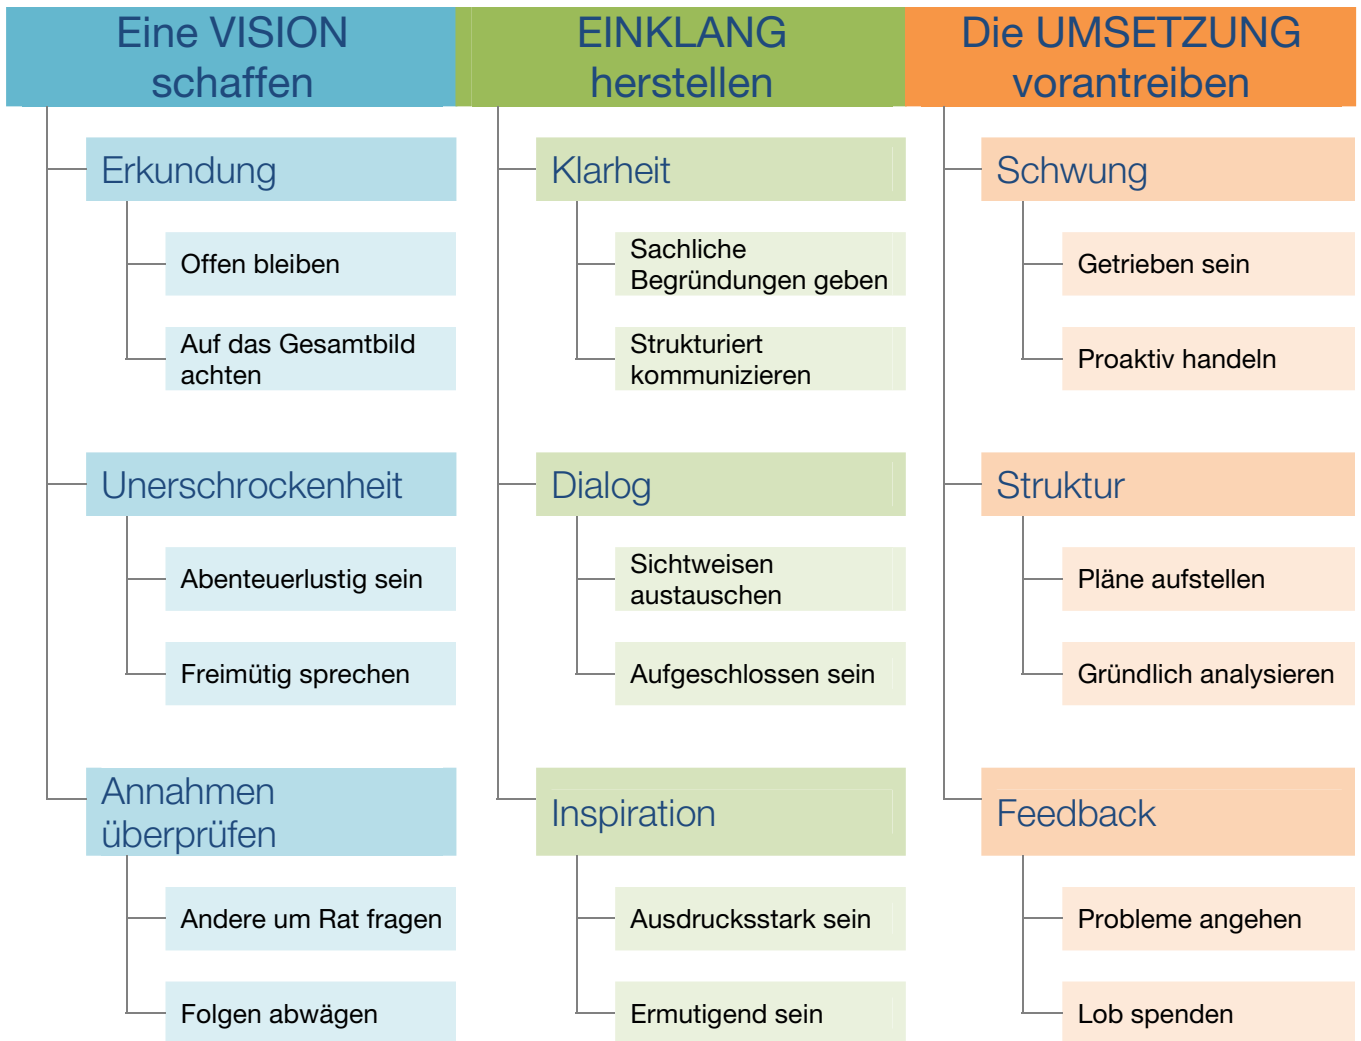 Eine VISION
schaffen
Erkundung
Offen bleiben
Auf das Gesamtbild
achten
Unerschrockenheit
Abenteuerlustig sein
Freimütig sprechen
Annahmen
überprüfen
Andere um Rat fragen
Folgen abwägen
EINKLANG
herstellen
Klarheit
Sachliche
Begründungen geben
Strukturiert
kommunizieren
Dialog
Sichtweisen
austauschen
Aufgeschlossen sein
Inspiration
Ausdrucksstark sein
Ermutigend sein
Die UMSETZUNG
vorantreiben
Schwung
Getrieben sein
Proaktiv handeln
Struktur
Pläne aufstellen
Gründlich analysieren
Feedback
Probleme angehen
Lob spenden